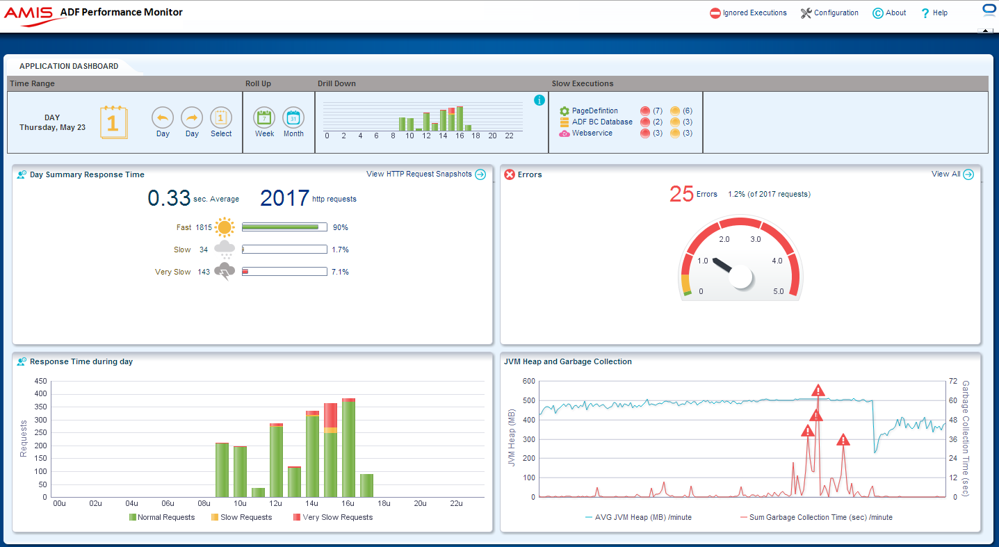 AMIS ADF Performance Monitor
Ignored Executions Configuration About Help
APPLICATION DASHBOARD
Time Range Roll Up Drill Down Slow Executions
DAY
Thursday, May 23
1
Day Day Select
1
7 31
Week Month
0 2 4 6 8 10 12 14 16 18 20 22
PageDefintion (7) (6)
ADF BC Database (2) (3)
Webservice (3) (3)
Day Summary Response Time View HTTP Request Snapshots
0.33 sec. Average 2017 http requests
Fast 1815 90%
Slow 34 1.7%
Very Slow 143 7.1%
Errors View All
25 Errors 1.2% (of 2017 requests)
0 1.0 2.0 3.0 4.0 5.0
Response Time during day
Requests
450
400
350
300
250
200
150
100
50
0
00u 02u 04u 06u 08u 10u 12u 14u 16u 18u 20u 22u
Normal Requests Slow Requests Very Slow Requests
JVM Heap and Garbage Collection
JVM Heap (MB)
600
500
400
300
200
100
0
72
60
48
36
24
12
0
Garbage Collection Time (sec)
AVG JVM Heap (MB) /minute Sum Garbage Collection Time (sec) /minute